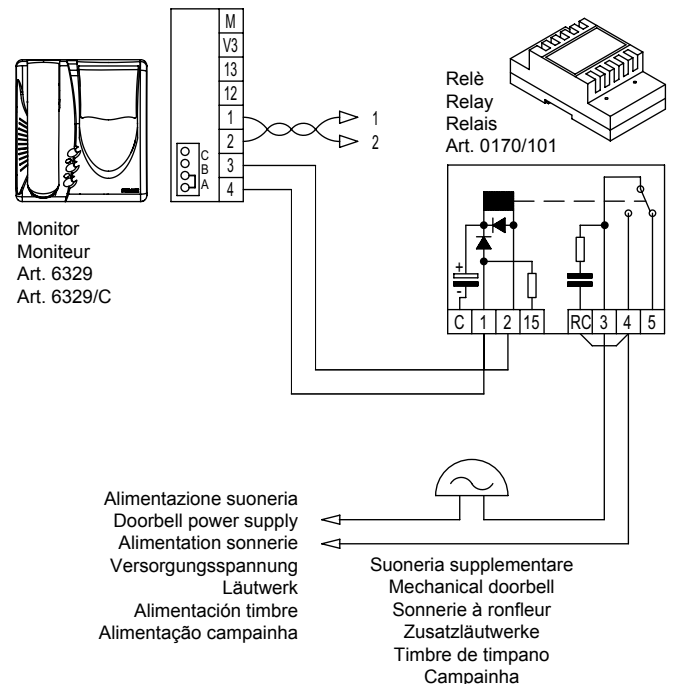 M
V3
13
12
1
2
3
4
C
B
A
1
2
Monitor
Moniteur
Art. 6329
Art. 6329/C
Relè
Relay
Relais
Art. 0170/101
+
-
C 1 2 15 RC 3 4 5
Alimentazione suoneria
Doorbell power supply
Alimentation sonnerie
Versorgungsspannung
Läutwerk
Alimentación timbre
Alimentação campainha
Suoneria supplementare
Mechanical doorbell
Sonnerie à ronfleur
Zusatzläutwerke
Timbre de timpano
Campainha